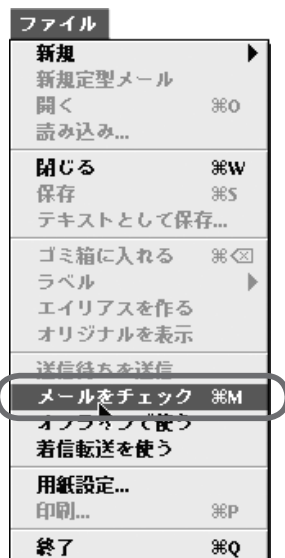 ファイル
新規
新規定型メール
開く ⌘O
読み込み...
閉じる ⌘W
保存 ⌘S
テキストとして保存...
ゴミ箱に入れる ⌘⌫
ラベル
エイリアスを作る
オリジナルを表示
送信待ちを送信
メールをチェック ⌘M
オフラインで使う
着信転送を使う
用紙設定...
印刷... ⌘P
終了 ⌘Q